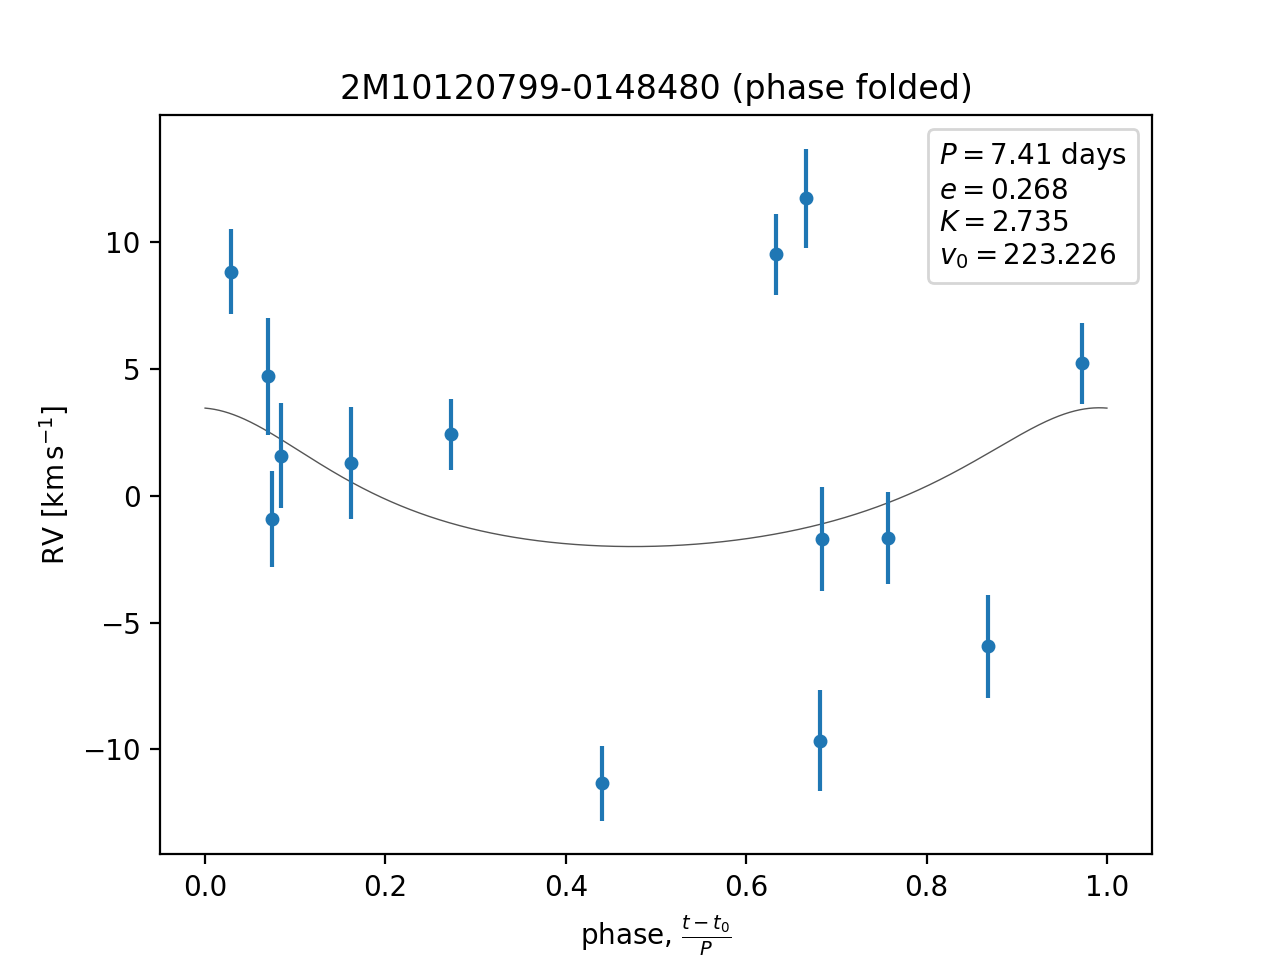 2M10120799-0148480 (phase folded)
P = 7.41 days
e = 0.268
K = 2.735
v₀ = 223.226
10
5
0
−5
−10
RV [km s⁻¹]
0.0 0.2 0.4 0.6 0.8 1.0
phase, (t − t₀)/P